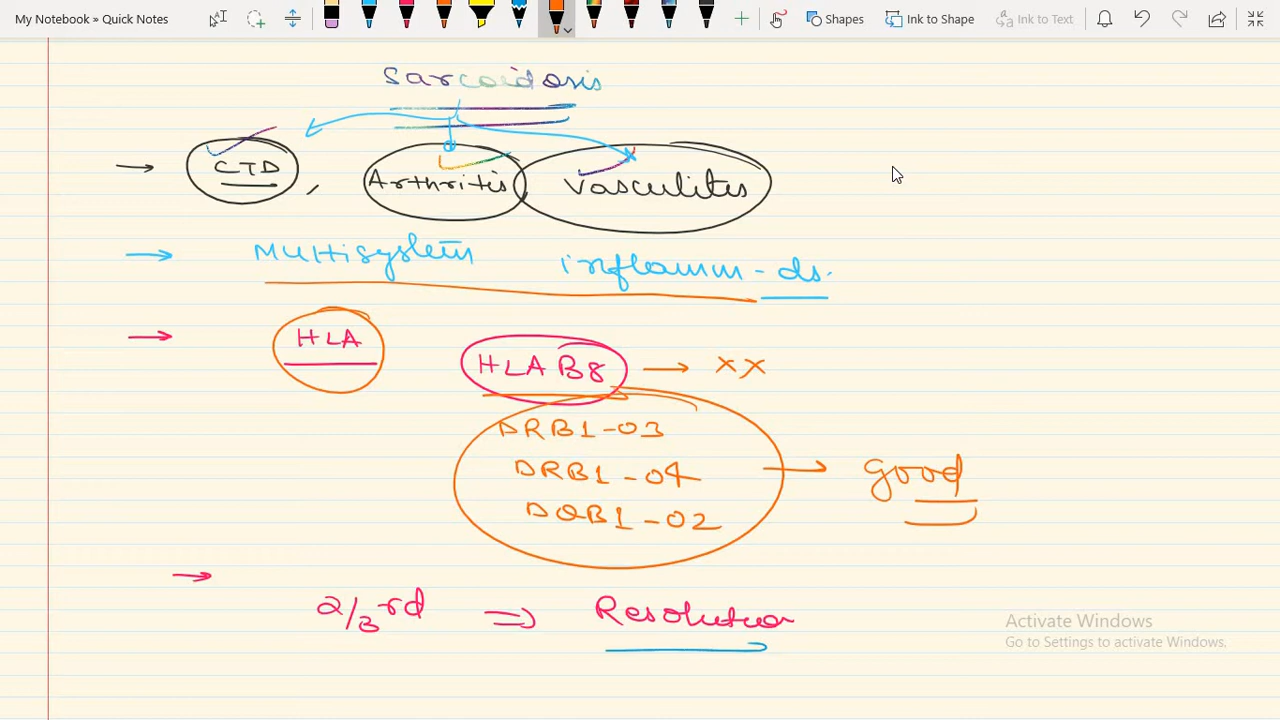 My Notebook » Quick Notes
Shapes
Ink to Shape
Ink to Text
Sarcoidosis
→ CTD, Arthritis Vasculites
→ Multisystem inflamm - ds.
→ HLA HLA B8 → xx
DRB1-03
DRB1-04 → good
DQB1-02
→ 2/3rd ⇒ Resolution
Activate Windows
Go to Settings to activate Windows.